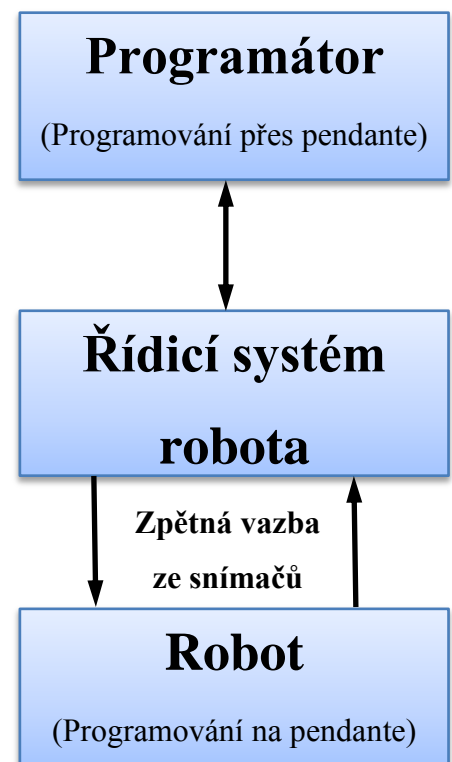 Programátor
(Programování přes pendante)
Řídicí systém
robota
Zpětná vazba
ze snímačů
Robot
(Programování na pendante)